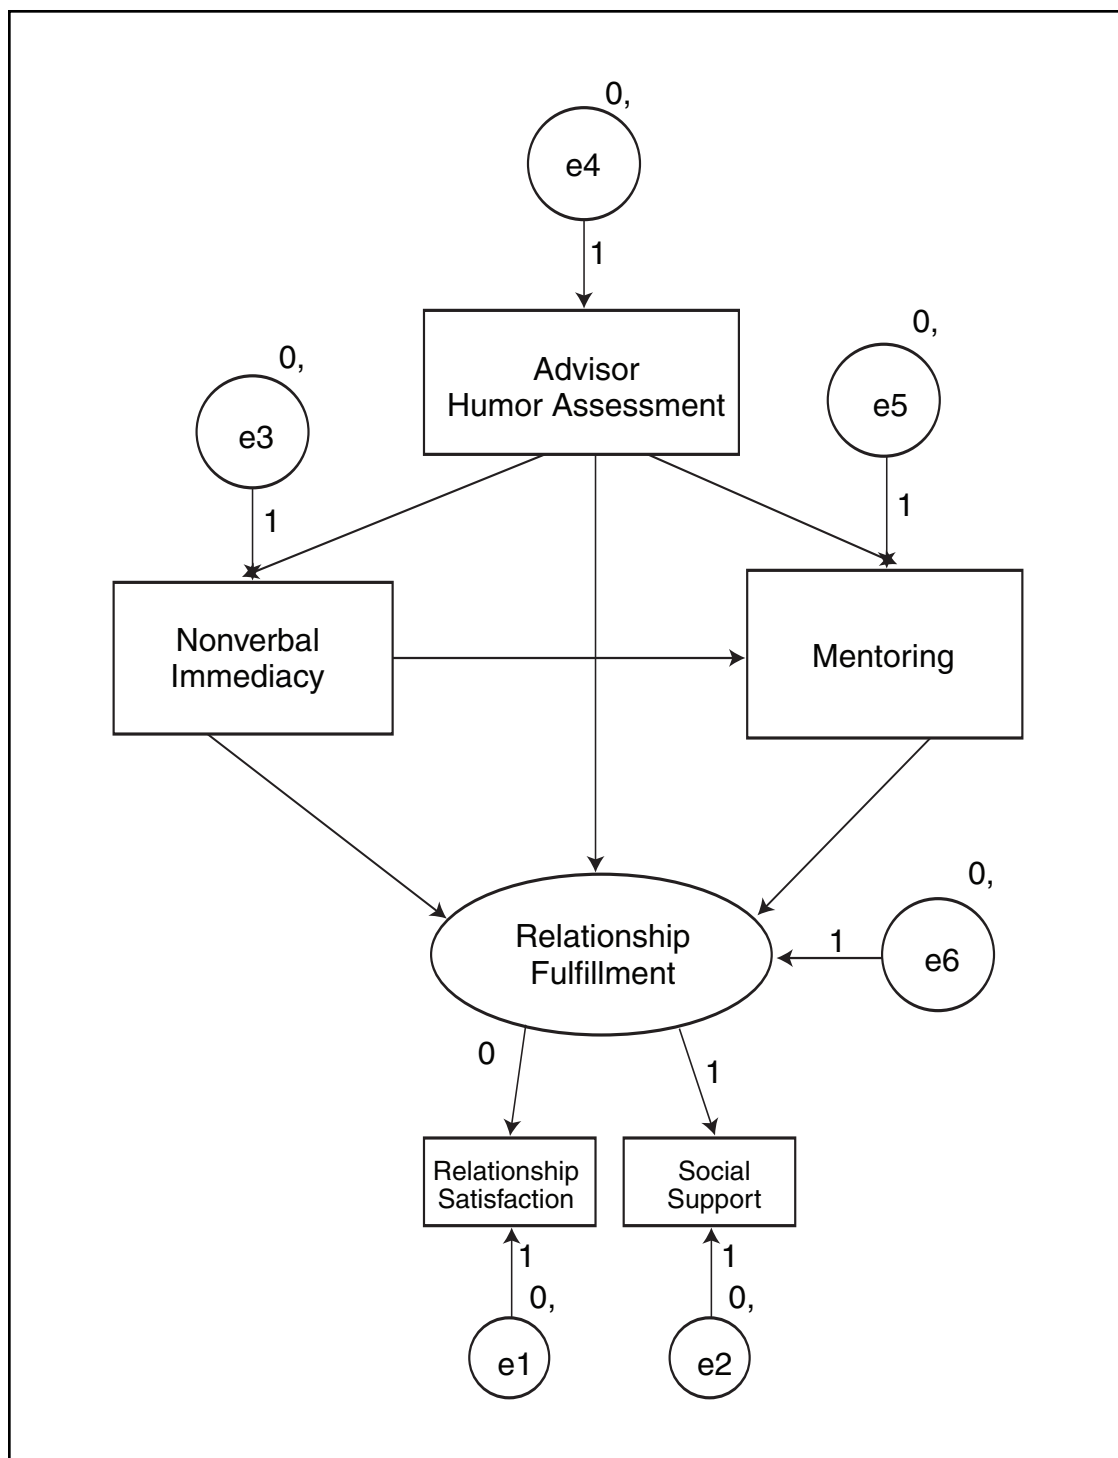 0,
e4
1
Advisor
Humor Assessment
0,
e5
1
0,
e3
1
Nonverbal
Immediacy
Mentoring
Relationship
Fulfillment
0,
e6
1
0
1
Relationship
Satisfaction
Social
Support
1
0,
e1
1
0,
e2